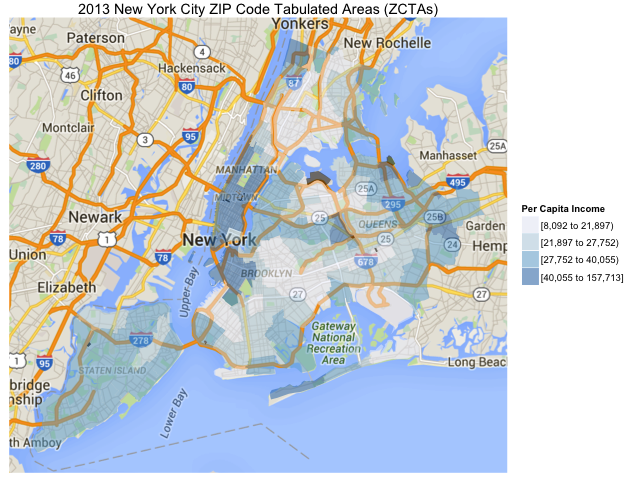 2013 New York City ZIP Code Tabulated Areas (ZCTAs)
Yonkers
ayne
Paterson
New Rochelle
4
80
46
Hackensack
87
80
Clifton
95
Montclair
3
25A
280
MANHATTAN
Manhasset
495
25A
MIDTOWN
295
Newark
25
25B
QUEENS
Garden
78
1
New York
25
24
Hemp
Union
78
678
BROOKLYN
Elizabeth
Upper Bay
27
27
278
Gateway
National
Recreation
Area
1
95
STATEN ISLAND
Long Beac
bridge
nship
Lower Bay
th Amboy
Per Capita Income
[8,092 to 21,897)
[21,897 to 27,752)
[27,752 to 40,055)
[40,055 to 157,713]